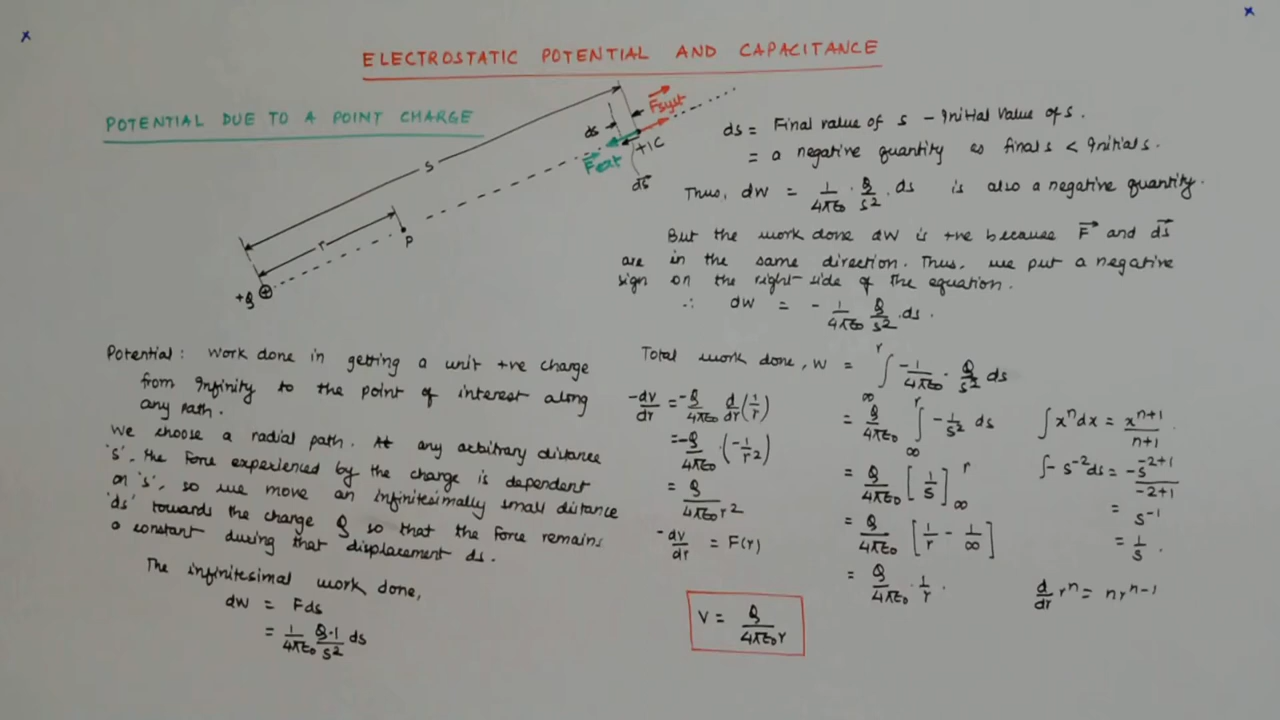 x
x
ELECTROSTATIC POTENTIAL AND CAPACITANCE
POTENTIAL DUE TO A POINT CHARGE
F⃗syst
ds
+1C
F⃗ext
ds⃗
s
r
P
+Q ⊕
ds = Final value of s - Initial value of s.
= a negative quantity as final s < initial s.
Thus, dW = 1/4πε₀ · Q/s² · ds is also a negative quantity.
But the work done dW is +ve because F⃗ and ds⃗
are in the same direction. Thus, we put a negative
sign on the right side of the equation.
∴ dW = - 1/4πε₀ Q/s² · ds.
Potential: Work done in getting a unit +ve charge
from Infinity to the point of interest along
any path.
We choose a radial path. At any arbitrary distance
's', the force experienced by the charge is dependent
on 's', so we move an infinitesimally small distance
'ds' towards the charge Q so that the force remains
a constant during that displacement ds.
The infinitesimal work done,
dW = Fds
= 1/4πε₀ Q·1/s² ds
Total work done, W = ∫∞^r -1/4πε₀ · Q/s² ds
= Q/4πε₀ ∫∞^r -1/s² ds
= Q/4πε₀ [1/s]∞^r
= Q/4πε₀ [1/r - 1/∞]
= Q/4πε₀ · 1/r.
-dv/dr = -Q/4πε₀ d/dr(1/r)
= -Q/4πε₀ · (-1/r²)
= Q/4πε₀r²
-dv/dr = F(r)
V = Q/4πε₀r
∫xⁿdx = xⁿ⁺¹/n+1
∫-s⁻²ds = -s⁻²⁺¹/-2+1
= s⁻¹
= 1/s.
d/dr rⁿ = nrⁿ⁻¹